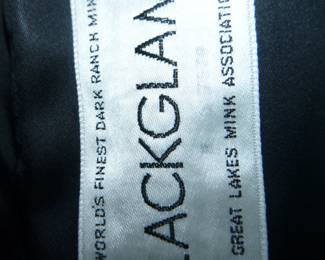 WORLD'S FINEST DARK RANCH MINK
LACKGLAM
GREAT LAKES MINK ASSOCIATION